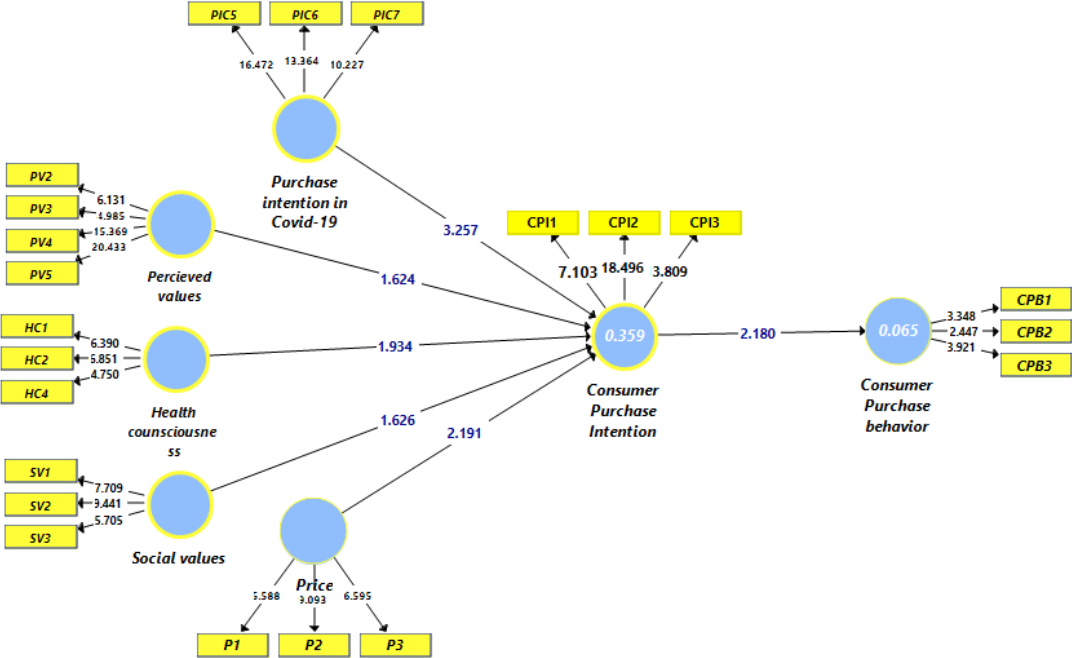 PIC5
PIC6
PIC7
16.472
13.364
10.227
Purchase
intention in
Covid-19
PV2
PV3
PV4
PV5
6.131
4.985
15.369
20.433
Percieved
values
3.257
1.624
CPI1
CPI2
CPI3
7.103
18.496
3.809
HC1
HC2
HC4
6.390
5.851
4.750
Health
counsciousne
ss
1.934
0.359
Consumer
Purchase
Intention
2.180
0.065
Consumer
Purchase
behavior
3.348
2.447
3.921
CPB1
CPB2
CPB3
SV1
SV2
SV3
7.709
9.441
5.705
Social values
1.626
2.191
Price
5.588
9.093
6.595
P1
P2
P3